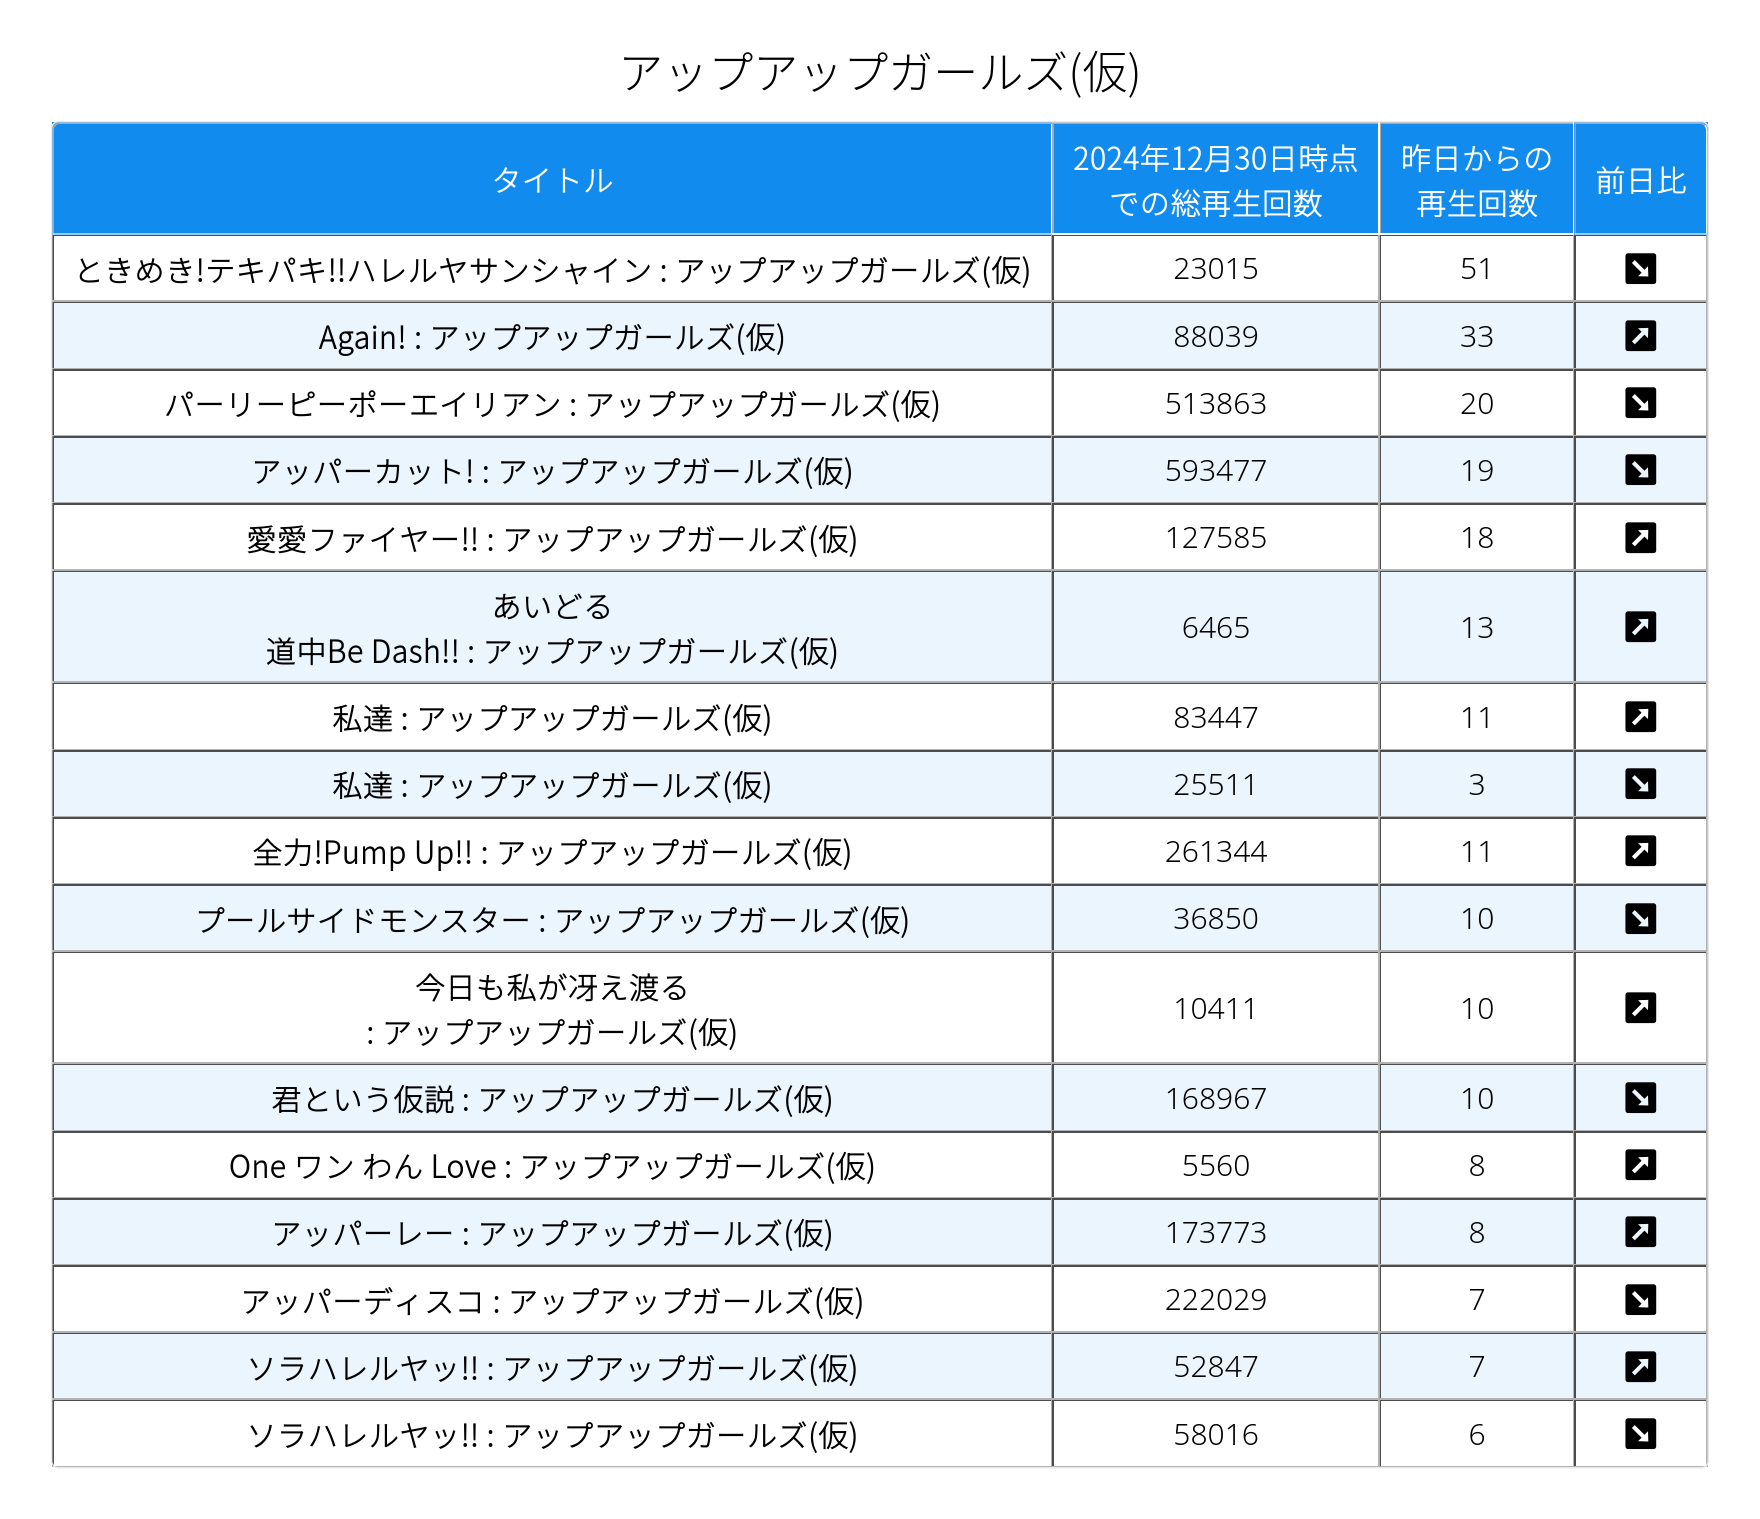 アップアップガールズ(仮)
タイトル 2024年12月30日時点 での総再生回数 昨日からの 再生回数 前日比
ときめき!テキパキ!!ハレルヤサンシャイン : アップアップガールズ(仮) 23015 51
Again! : アップアップガールズ(仮) 88039 33
パーリーピーポーエイリアン : アップアップガールズ(仮) 513863 20
アッパーカット! : アップアップガールズ(仮) 593477 19
愛愛ファイヤー!! : アップアップガールズ(仮) 127585 18
あいどる
道中Be Dash!! : アップアップガールズ(仮) 6465 13
私達 : アップアップガールズ(仮) 83447 11
私達 : アップアップガールズ(仮) 25511 3
全力!Pump Up!! : アップアップガールズ(仮) 261344 11
プールサイドモンスター : アップアップガールズ(仮) 36850 10
今日も私が冴え渡る
: アップアップガールズ(仮) 10411 10
君という仮説 : アップアップガールズ(仮) 168967 10
One ワン わん Love : アップアップガールズ(仮) 5560 8
アッパーレー : アップアップガールズ(仮) 173773 8
アッパーディスコ : アップアップガールズ(仮) 222029 7
ソラハレルヤッ!! : アップアップガールズ(仮) 52847 7
ソラハレルヤッ!! : アップアップガールズ(仮) 58016 6